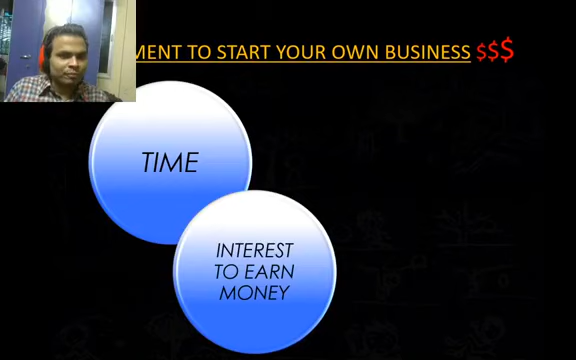 MENT TO START YOUR OWN BUSINESS $$$
TIME
INTEREST
TO EARN
MONEY